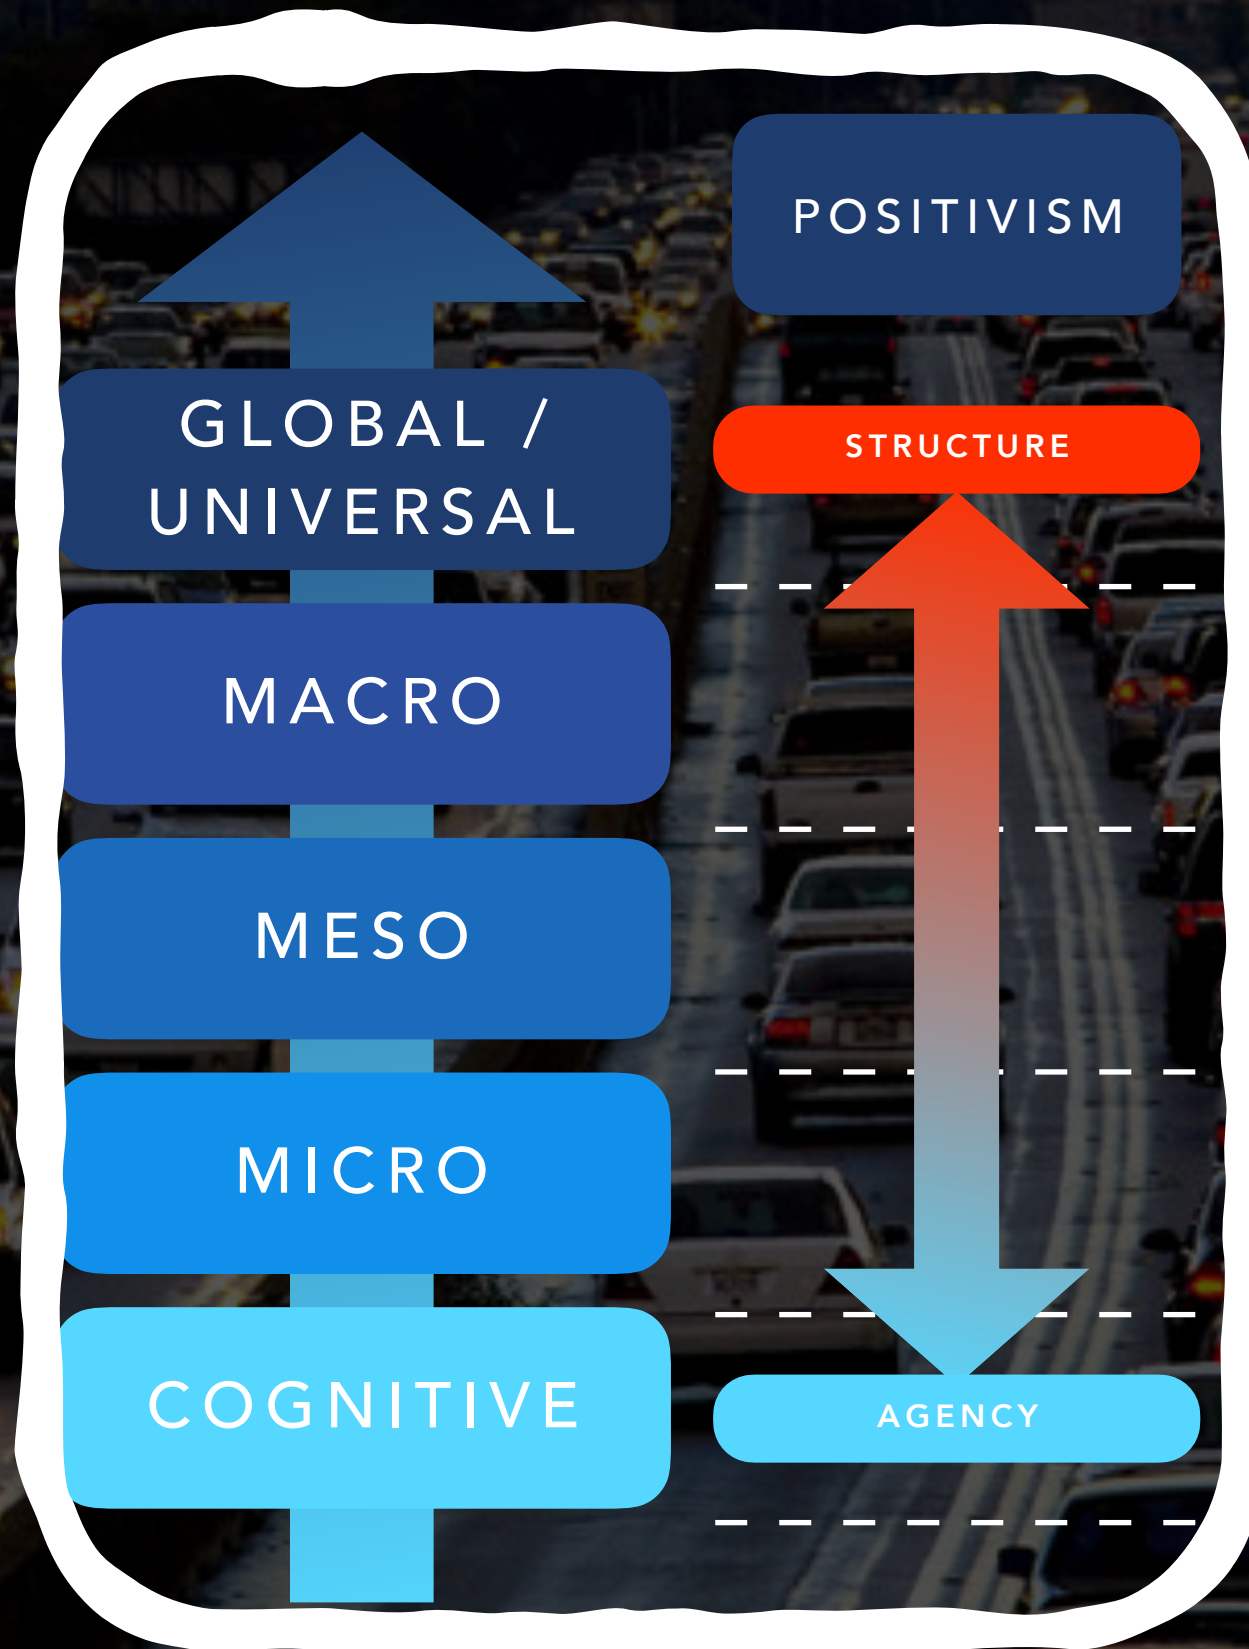 POSITIVISM
GLOBAL /
UNIVERSAL
STRUCTURE
MACRO
MESO
MICRO
COGNITIVE
AGENCY